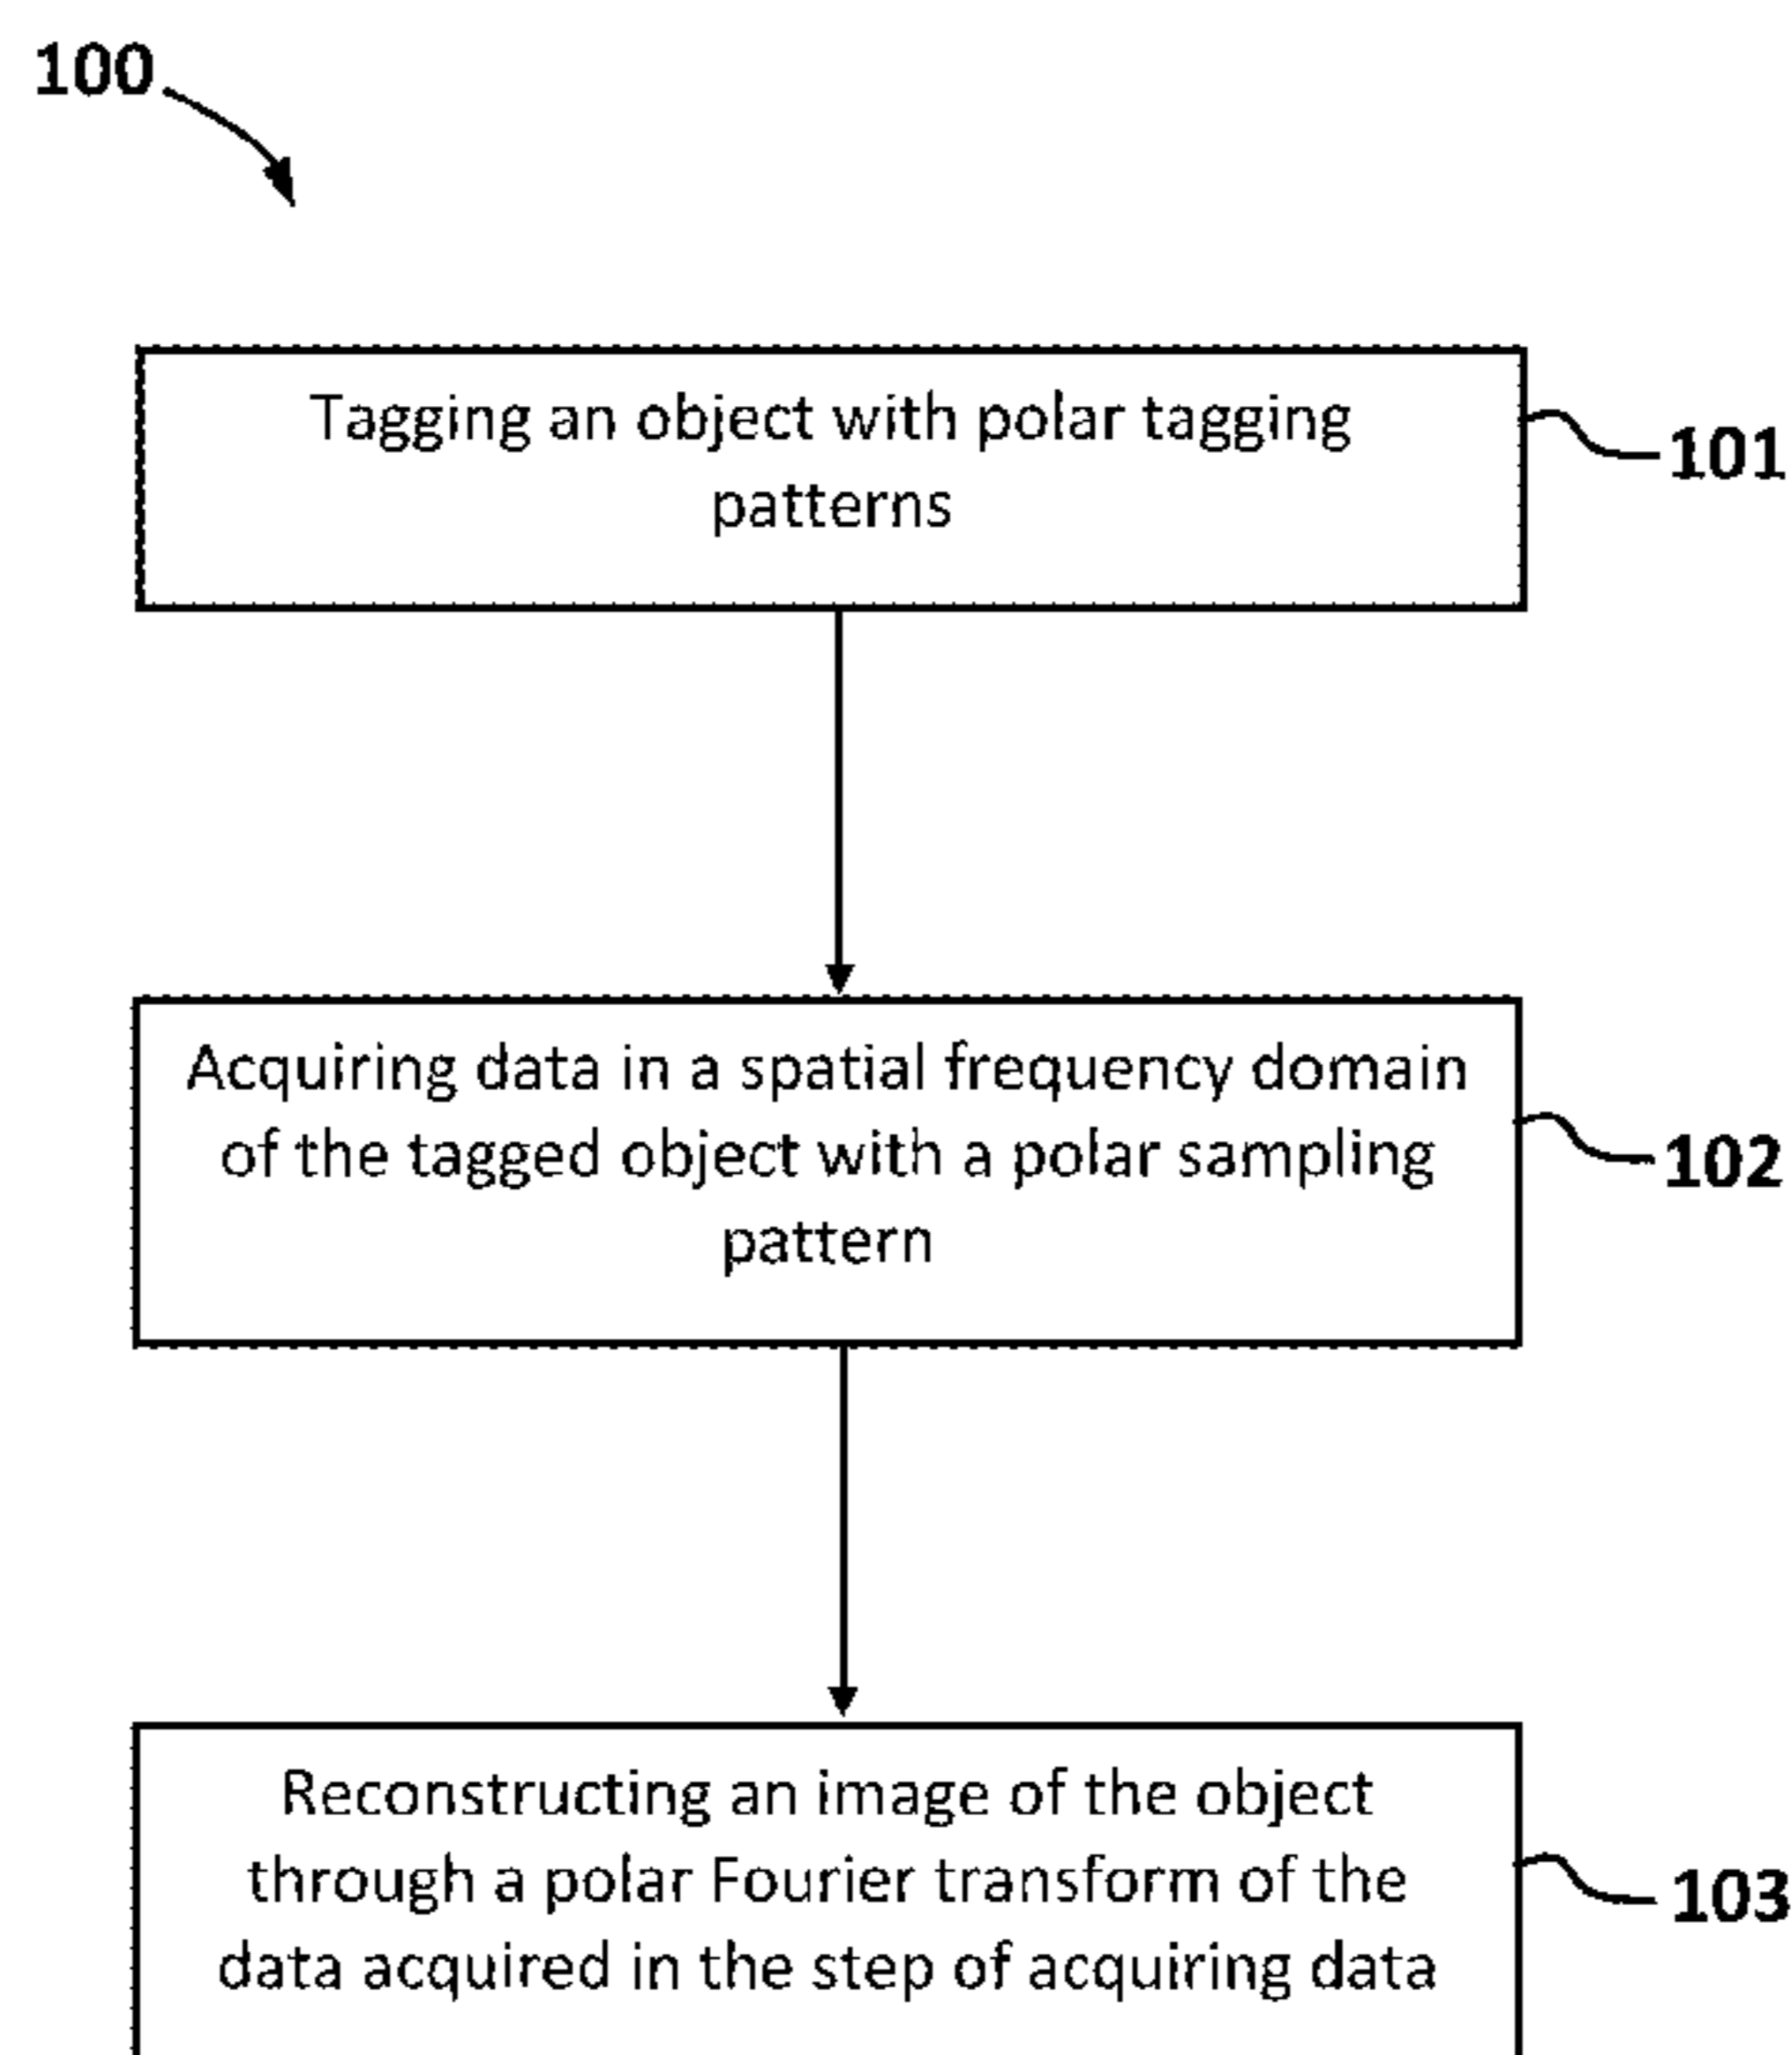 100
Tagging an object with polar tagging
patterns
101
Acquiring data in a spatial frequency domain
of the tagged object with a polar sampling
pattern
102
Reconstructing an image of the object
through a polar Fourier transform of the
data acquired in the step of acquiring data
103